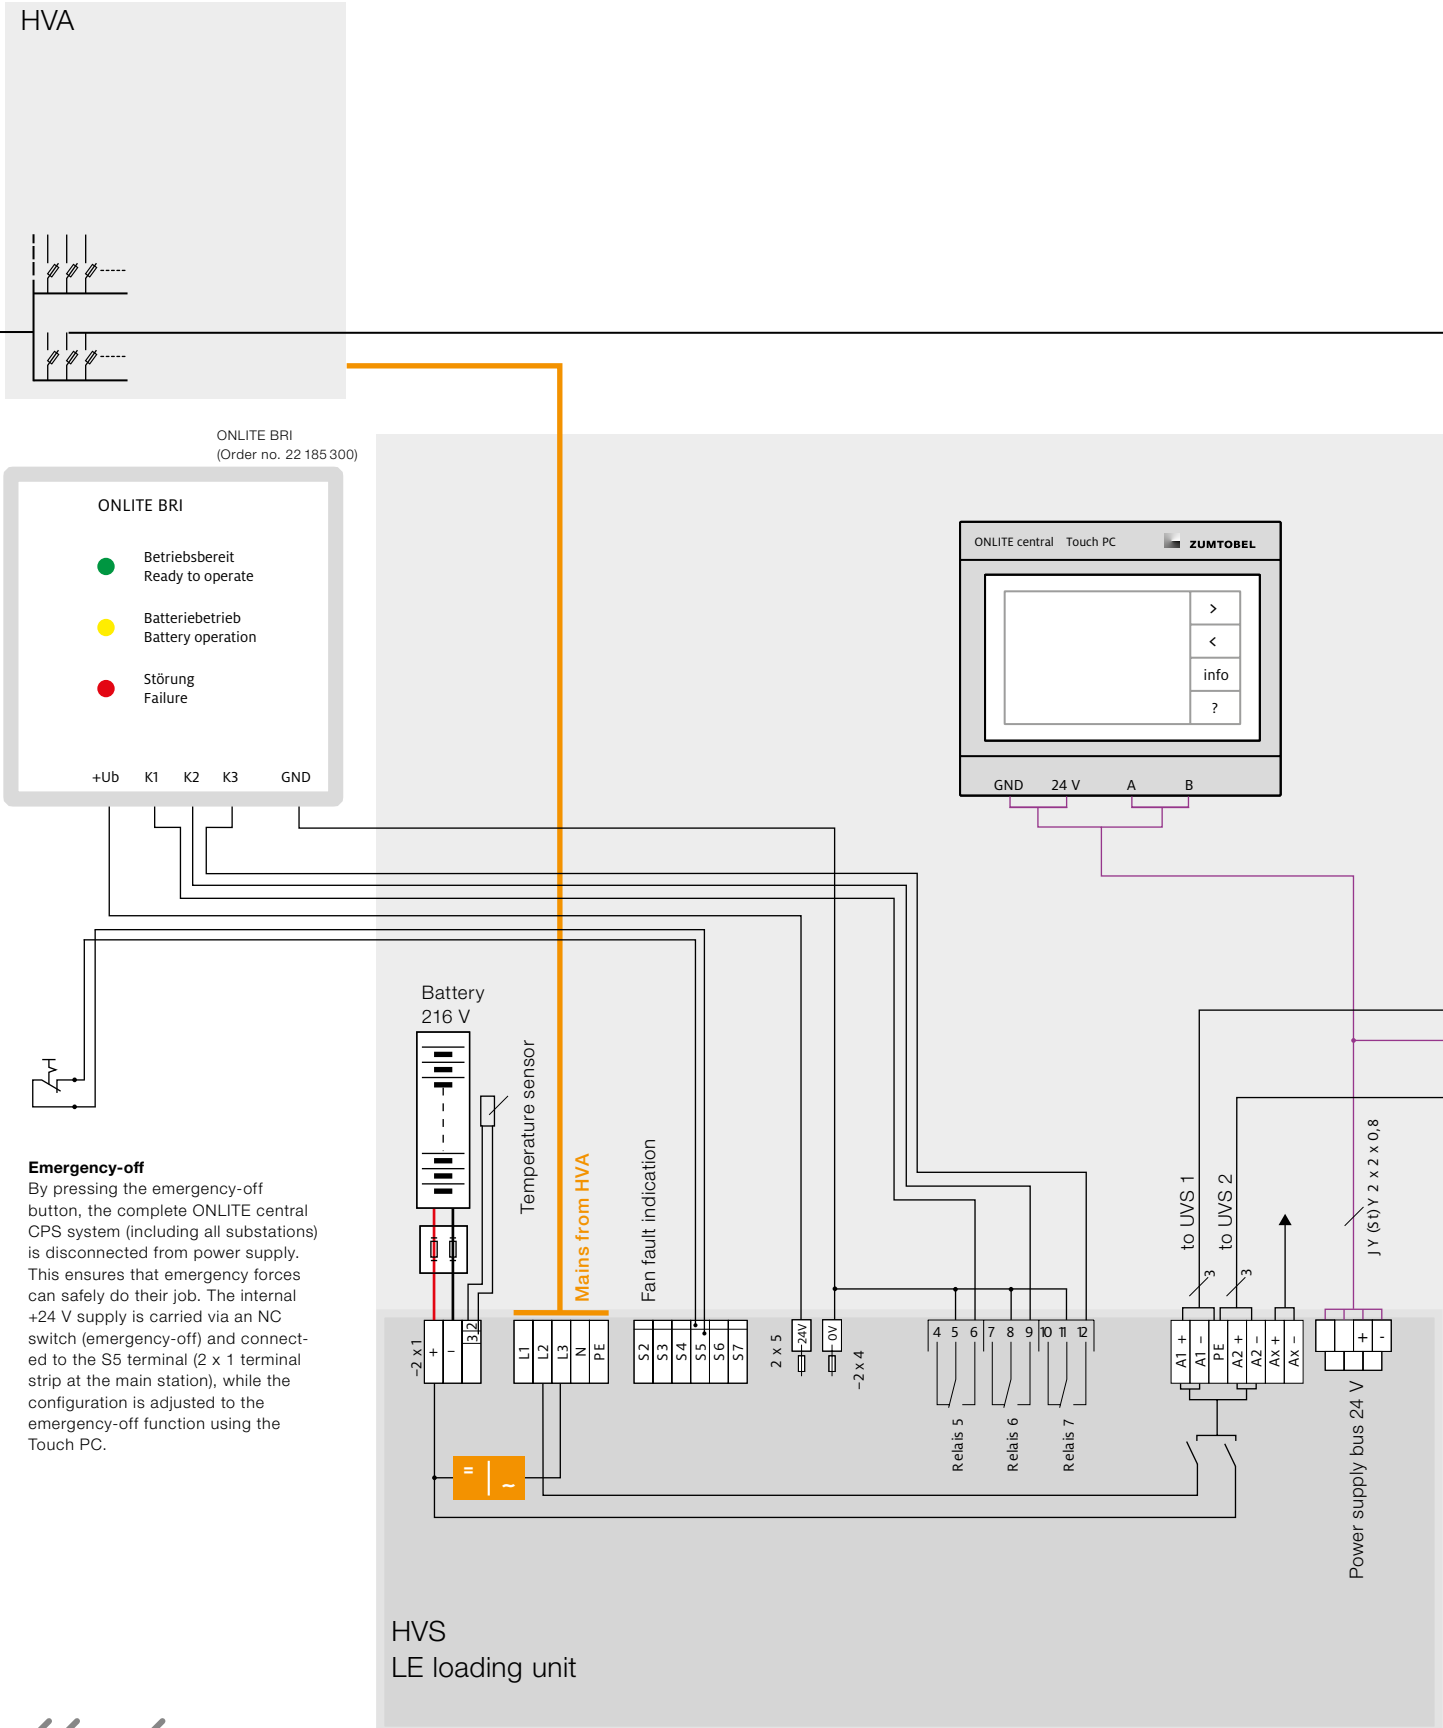 HVA
ONLITE BRI
(Order no. 22 185 300)
ONLITE BRI
Betriebsbereit
Ready to operate
Batteriebetrieb
Battery operation
Störung
Failure
+Ub K1 K2 K3 GND
ONLITE central Touch PC ZUMTOBEL
>
<
info
?
GND 24 V A B
Battery
216 V
Temperature sensor
Mains from HVA
Fan fault indication
to UVS 1
to UVS 2
3
3
J Y (St) Y 2 x 2 x 0,8
Emergency-off
By pressing the emergency-off
button, the complete ONLITE central
CPS system (including all substations)
is disconnected from power supply.
This ensures that emergency forces
can safely do their job. The internal
+24 V supply is carried via an NC
switch (emergency-off) and connect-
ed to the S5 terminal (2 x 1 terminal
strip at the main station), while the
configuration is adjusted to the
emergency-off function using the
Touch PC.
–2 x 1
+ – 3 2
L1 L2 L3 N PE
S2 S3 S4 S5 S6 S7
2 x 5
24V
0V
–2 x 4
4 5 6 7 8 9 10 11 12
Relais 5
Relais 6
Relais 7
A1 + A1 – PE A2 + A2 – Ax + Ax –
+ -
Power supply bus 24 V
= ~
HVS
LE loading unit